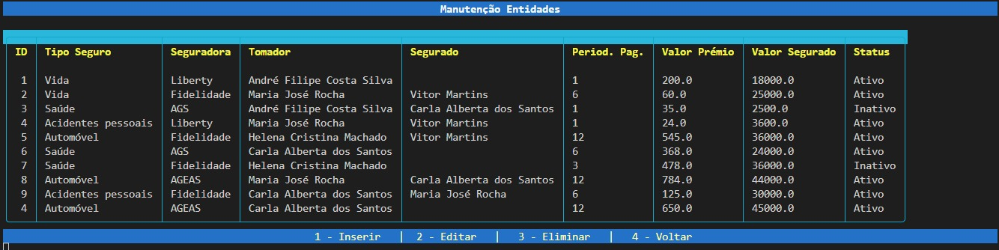 Manutenção Entidades
ID Tipo Seguro Seguradora Tomador Segurado Period. Pag. Valor Prémio Valor Segurado Status
1 Vida Liberty André Filipe Costa Silva 1 200.0 18000.0 Ativo
2 Vida Fidelidade Maria José Rocha Vitor Martins 6 60.0 25000.0 Ativo
3 Saúde AGS André Filipe Costa Silva Carla Alberta dos Santos 1 35.0 2500.0 Inativo
4 Acidentes pessoais Liberty Maria José Rocha Vitor Martins 1 24.0 3600.0 Ativo
5 Automóvel Fidelidade Helena Cristina Machado Vitor Martins 12 545.0 36000.0 Ativo
6 Saúde AGS Carla Alberta dos Santos 6 368.0 24000.0 Ativo
7 Saúde Fidelidade Helena Cristina Machado 3 478.0 36000.0 Inativo
8 Automóvel AGEAS Maria José Rocha Carla Alberta dos Santos 12 784.0 44000.0 Ativo
9 Acidentes pessoais Fidelidade Carla Alberta dos Santos Maria José Rocha 6 125.0 30000.0 Ativo
4 Automóvel AGEAS Carla Alberta dos Santos 12 650.0 45000.0 Ativo
1 - Inserir | 2 - Editar | 3 - Eliminar | 4 - Voltar